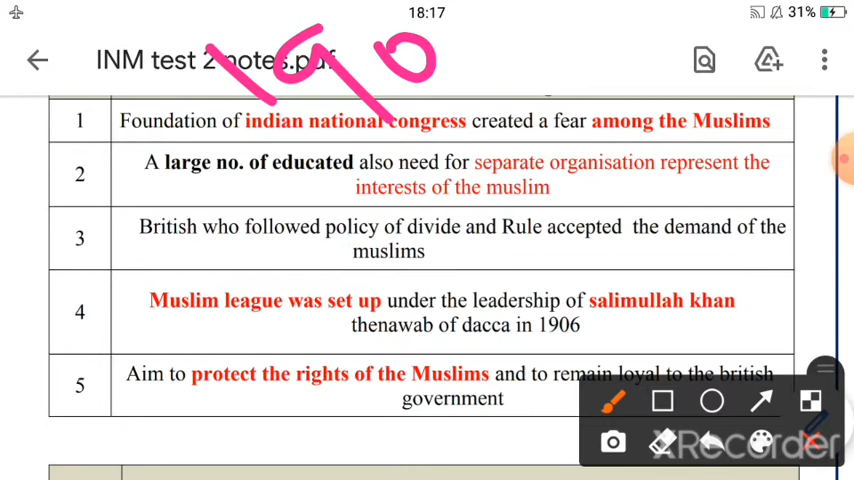 18:17
31%
INM test 2 notes.pdf
190
1 Foundation of indian national congress created a fear among the Muslims
2 A large no. of educated also need for separate organisation represent the
interests of the muslim
3 British who followed policy of divide and Rule accepted the demand of the
muslims
4 Muslim league was set up under the leadership of salimullah khan
thenawab of dacca in 1906
5 Aim to protect the rights of the Muslims and to remain loyal to the british
government
XRecorder